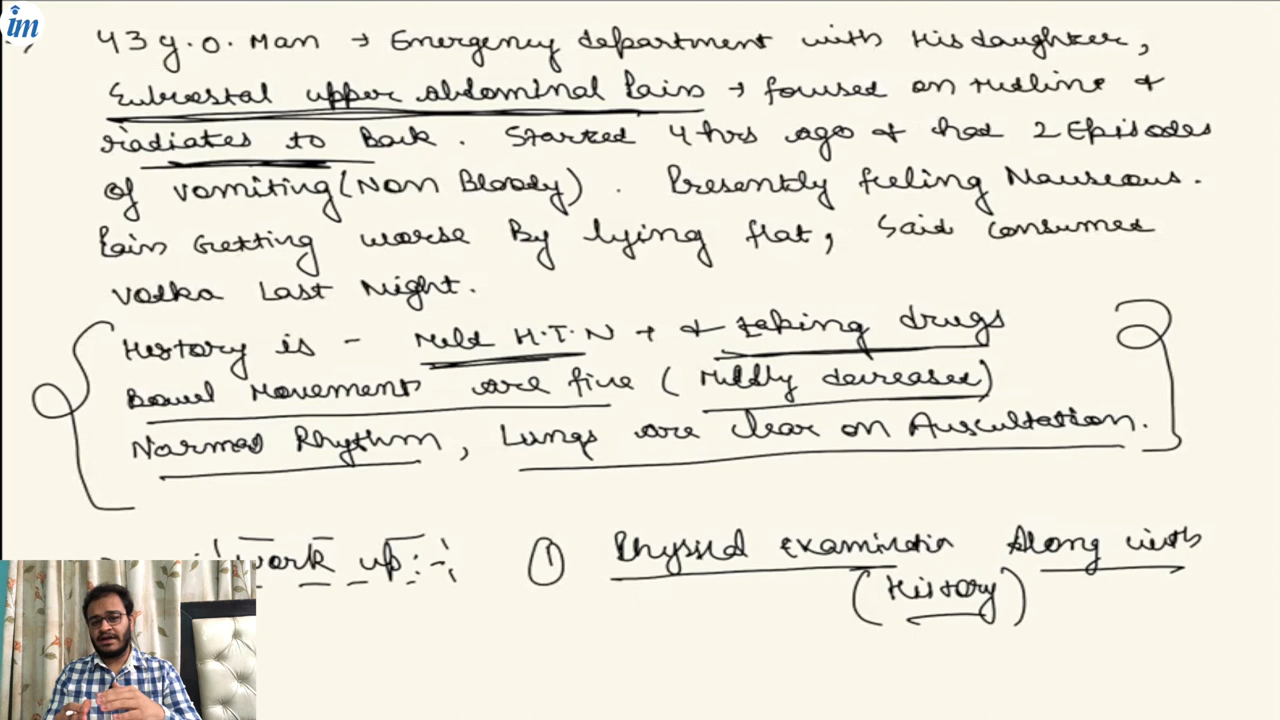 im
43 y.o. Man → Emergency department with His daughter,
upper abdominal Pain → focused on &
radiates to Back. Started 4 hrs ago & had 2 Episodes
of vomiting (Non Bloody). Presently feeling Nauseous.
Pain Getting worse By lying flat, Said consumed
Vodka Last Night.
History is - Mild H.T.N → & taking drugs
Bowel Movement are fine (Mildly decreased)
Normal Rhythm, Lungs are clear on Auscultation.
work up:- ① Physical examination Along with
(History)